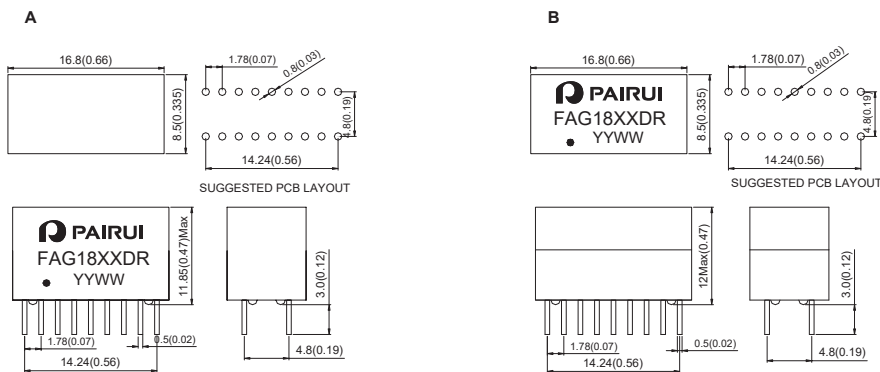 A
16.8(0.66)
8.5(0.335)
1.78(0.07)
0.8(0.03)
4.8(0.19)
14.24(0.56)
SUGGESTED PCB LAYOUT
PAIRUI
FAG18XXDR
YYWW
11.85(0.47)Max
1.78(0.07)
0.5(0.02)
14.24(0.56)
3.0(0.12)
4.8(0.19)
B
16.8(0.66)
PAIRUI
FAG18XXDR
YYWW
8.5(0.335)
1.78(0.07)
0.8(0.03)
4.8(0.19)
14.24(0.56)
SUGGESTED PCB LAYOUT
12Max(0.47)
1.78(0.07)
0.5(0.02)
14.24(0.56)
3.0(0.12)
4.8(0.19)